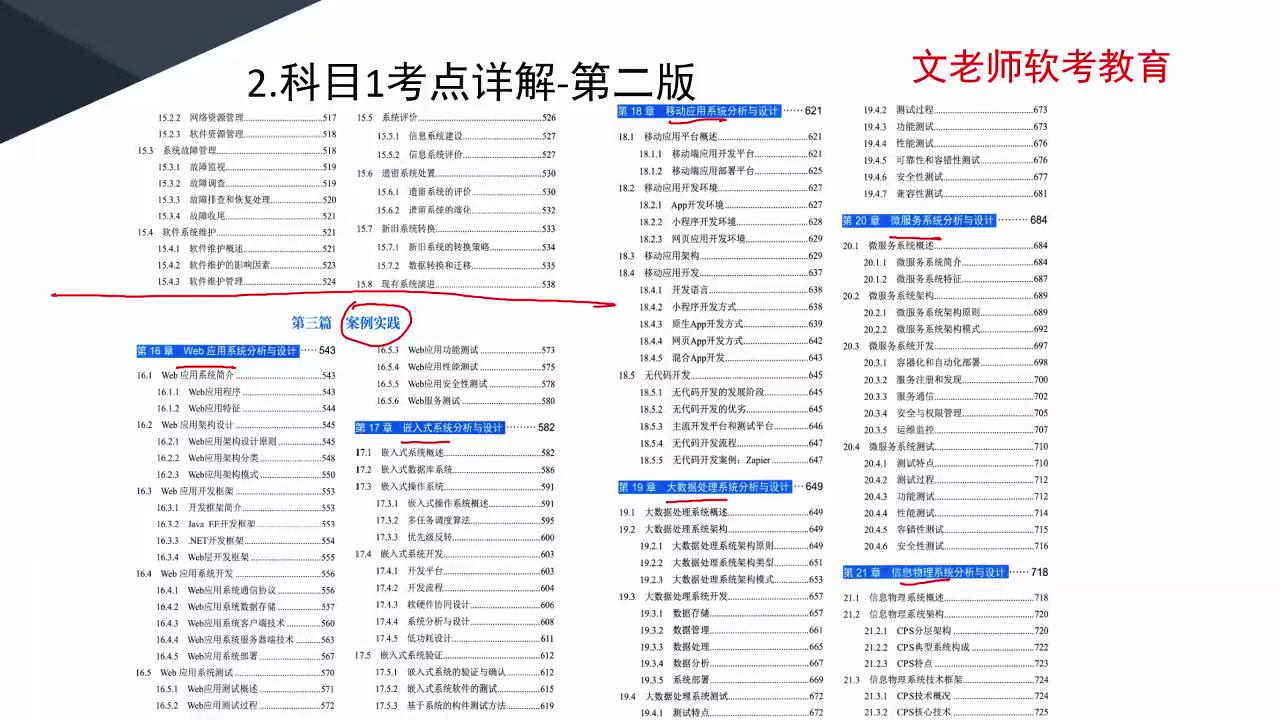 2.科目1考点详解-第二版
文老师软考教育
15.2.2 网络资源管理 517
15.2.3 软件资源管理 518
15.3 系统故障管理 518
15.3.1 故障监视 519
15.3.2 故障调查 519
15.3.3 故障排查和恢复处理 520
15.3.4 故障收尾 521
15.4 软件系统维护 521
15.4.1 软件维护概述 521
15.4.2 软件维护的影响因素 523
15.4.3 软件维护管理 524
15.5 系统评价 526
15.5.1 信息系统建设 527
15.5.2 信息系统评价 527
15.6 遗留系统处置 530
15.6.1 遗留系统的评价 530
15.6.2 遗留系统的演化 532
15.7 新旧系统转换 533
15.7.1 新旧系统的转换策略 534
15.7.2 数据转换和迁移 535
15.8 现有系统演进 538
第三篇 案例实践
第 16 章 Web 应用系统分析与设计 543
16.1 Web 应用系统简介 543
16.1.1 Web应用程序 543
16.1.2 Web应用特征 544
16.2 Web 应用架构设计 545
16.2.1 Web应用架构设计原则 545
16.2.2 Web应用架构分类 548
16.2.3 Web应用架构模式 550
16.3 Web 应用开发框架 553
16.3.1 开发框架简介 553
16.3.2 Java EE开发框架 553
16.3.3 .NET开发框架 554
16.3.4 Web层开发框架 555
16.4 Web 应用系统开发 556
16.4.1 Web应用系统通信协议 556
16.4.2 Web应用系统数据存储 557
16.4.3 Web应用系统客户端技术 560
16.4.4 Web应用系统服务器端技术 563
16.4.5 Web应用系统部署 567
16.5 Web 应用系统测试 570
16.5.1 Web应用测试概述 571
16.5.2 Web应用测试过程 572
16.5.3 Web应用功能测试 573
16.5.4 Web应用性能测试 575
16.5.5 Web应用安全性测试 578
16.5.6 Web服务测试 580
第 17 章 嵌入式系统分析与设计 582
17.1 嵌入式系统概述 582
17.2 嵌入式数据库系统 586
17.3 嵌入式操作系统 591
17.3.1 嵌入式操作系统概述 591
17.3.2 多任务调度算法 595
17.3.3 优先级反转 600
17.4 嵌入式系统开发 603
17.4.1 开发平台 603
17.4.2 开发流程 604
17.4.3 软硬件协同设计 606
17.4.4 系统分析与设计 608
17.4.5 低功耗设计 611
17.5 嵌入式系统验证 612
17.5.1 嵌入式系统的验证与确认 612
17.5.2 嵌入式系统软件的测试 615
17.5.3 基于系统的构件测试方法 619
第 18 章 移动应用系统分析与设计 621
18.1 移动应用平台概述 621
18.1.1 移动端应用开发平台 621
18.1.2 移动端应用部署平台 625
18.2 移动应用开发环境 627
18.2.1 App开发环境 627
18.2.2 小程序开发环境 628
18.2.3 网页应用开发环境 629
18.3 移动应用架构 629
18.4 移动应用开发 637
18.4.1 开发语言 638
18.4.2 小程序开发方式 638
18.4.3 原生App开发方式 639
18.4.4 网页App开发方式 642
18.4.5 混合App开发 643
18.5 无代码开发 645
18.5.1 无代码开发的发展阶段 645
18.5.2 无代码开发的优劣 645
18.5.3 主流开发平台和测试平台 646
18.5.4 无代码开发流程 647
18.5.5 无代码开发案例：Zapier 647
第 19 章 大数据处理系统分析与设计 649
19.1 大数据处理系统概述 649
19.2 大数据处理系统架构 649
19.2.1 大数据处理系统架构原则 649
19.2.2 大数据处理系统架构类型 651
19.2.3 大数据处理系统架构模式 653
19.3 大数据处理系统开发 657
19.3.1 数据存储 657
19.3.2 数据管理 661
19.3.3 数据处理 665
19.3.4 数据分析 667
19.3.5 系统部署 669
19.4 大数据处理系统测试 672
19.4.1 测试特点 672
19.4.2 测试过程 673
19.4.3 功能测试 673
19.4.4 性能测试 676
19.4.5 可靠性和容错性测试 676
19.4.6 安全性测试 677
19.4.7 兼容性测试 681
第 20 章 微服务系统分析与设计 684
20.1 微服务系统概述 684
20.1.1 微服务系统简介 684
20.1.2 微服务系统特征 687
20.2 微服务系统架构 689
20.2.1 微服务系统架构原则 689
20.2.2 微服务系统架构模式 692
20.3 微服务系统开发 697
20.3.1 容器化和自动化部署 698
20.3.2 服务注册和发现 700
20.3.3 服务通信 702
20.3.4 安全与权限管理 705
20.3.5 运维监控 707
20.4 微服务系统测试 710
20.4.1 测试特点 710
20.4.2 测试过程 712
20.4.3 功能测试 712
20.4.4 性能测试 714
20.4.5 容错性测试 715
20.4.6 安全性测试 716
第 21 章 信息物理系统分析与设计 718
21.1 信息物理系统概述 718
21.2 信息物理系统架构 720
21.2.1 CPS分层架构 720
21.2.2 CPS典型系统构成 722
21.2.3 CPS特点 723
21.3 信息物理系统技术框架 724
21.3.1 CPS技术概况 724
21.3.2 CPS核心技术 725